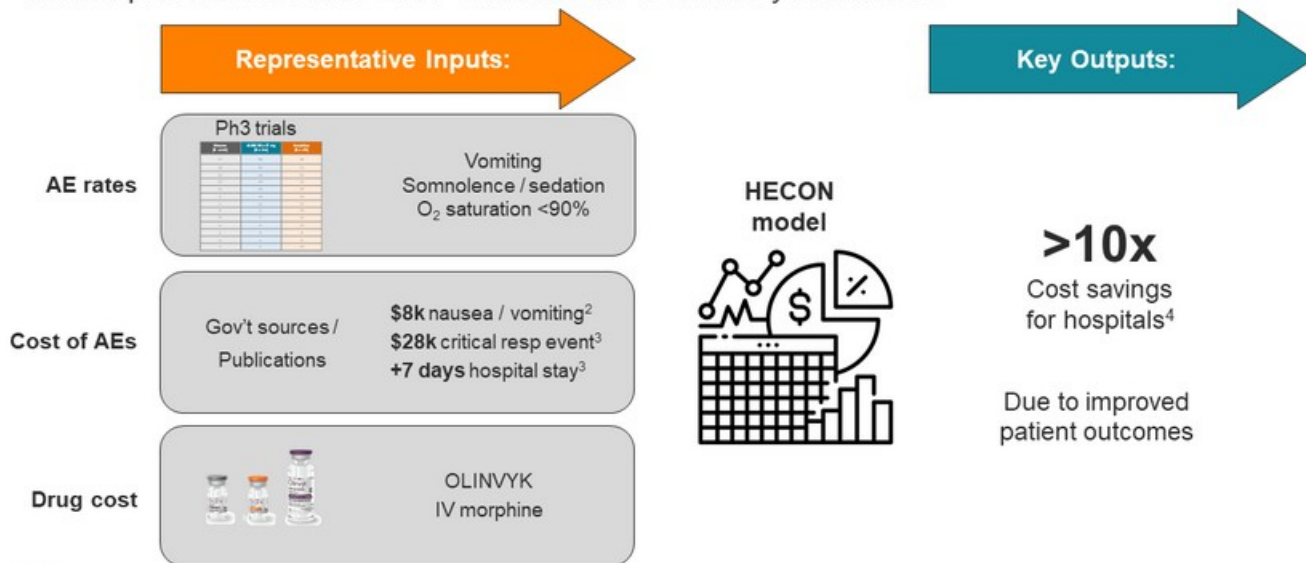 Representative Inputs:
Key Outputs:
AE rates
Ph3 trials
Vomiting
Somnolence / sedation
O₂ saturation <90%
HECON
model
>10x
Cost savings
for hospitals⁴
Due to improved
patient outcomes
Cost of AEs
Gov't sources /
Publications
$8k nausea / vomiting²
$28k critical resp event³
+7 days hospital stay³
$
%
Drug cost
OLINVYK
IV morphine